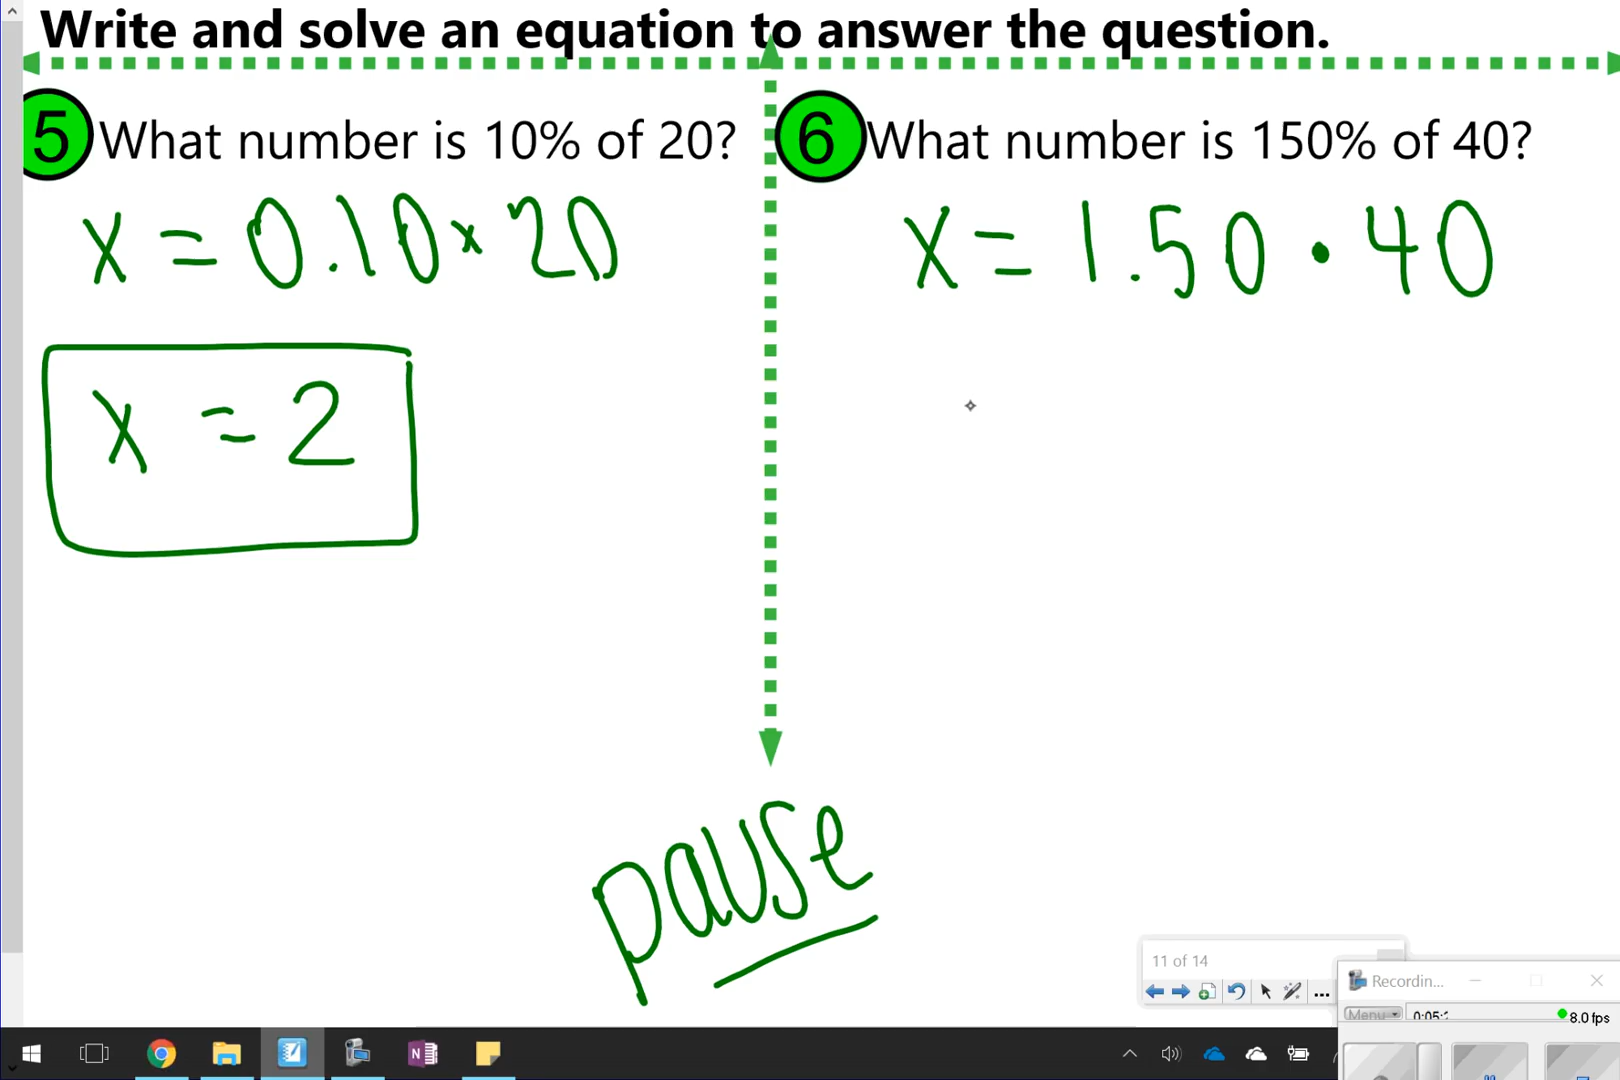 Write and solve an equation to answer the question.
5 What number is 10% of 20?
x = 0.10 × 20
x = 2
6 What number is 150% of 40?
x = 1.50 · 40
pause
11 of 14
...
Recordin...
Menu
8.0 fps
N